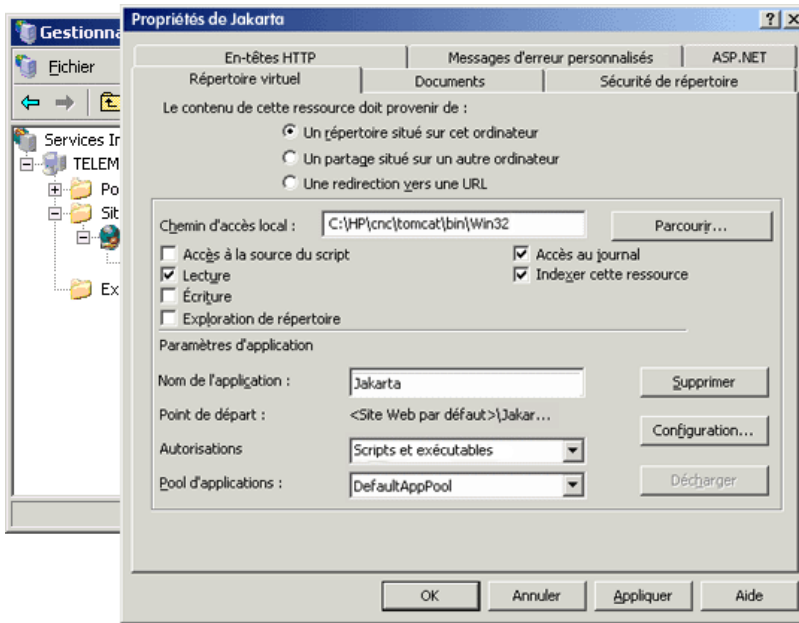 Gestionna
Propriétés de Jakarta
Fichier
En-têtes HTTP
Messages d'erreur personnalisés
ASP.NET
Répertoire virtuel
Documents
Sécurité de répertoire
Services In
TELEM
Po
Sit
Ex
Le contenu de cette ressource doit provenir de :
Un répertoire situé sur cet ordinateur
Un partage situé sur un autre ordinateur
Une redirection vers une URL
Chemin d'accès local :
C:\HP\cnc\tomcat\bin\Win32
Parcourir...
Accès à la source du script
Accès au journal
Lecture
Indexer cette ressource
Écriture
Exploration de répertoire
Paramètres d'application
Nom de l'application :
Jakarta
Supprimer
Point de départ :
<Site Web par défaut>\Jakar...
Configuration...
Autorisations
Scripts et exécutables
Pool d'applications :
DefaultAppPool
Décharger
OK
Annuler
Appliquer
Aide